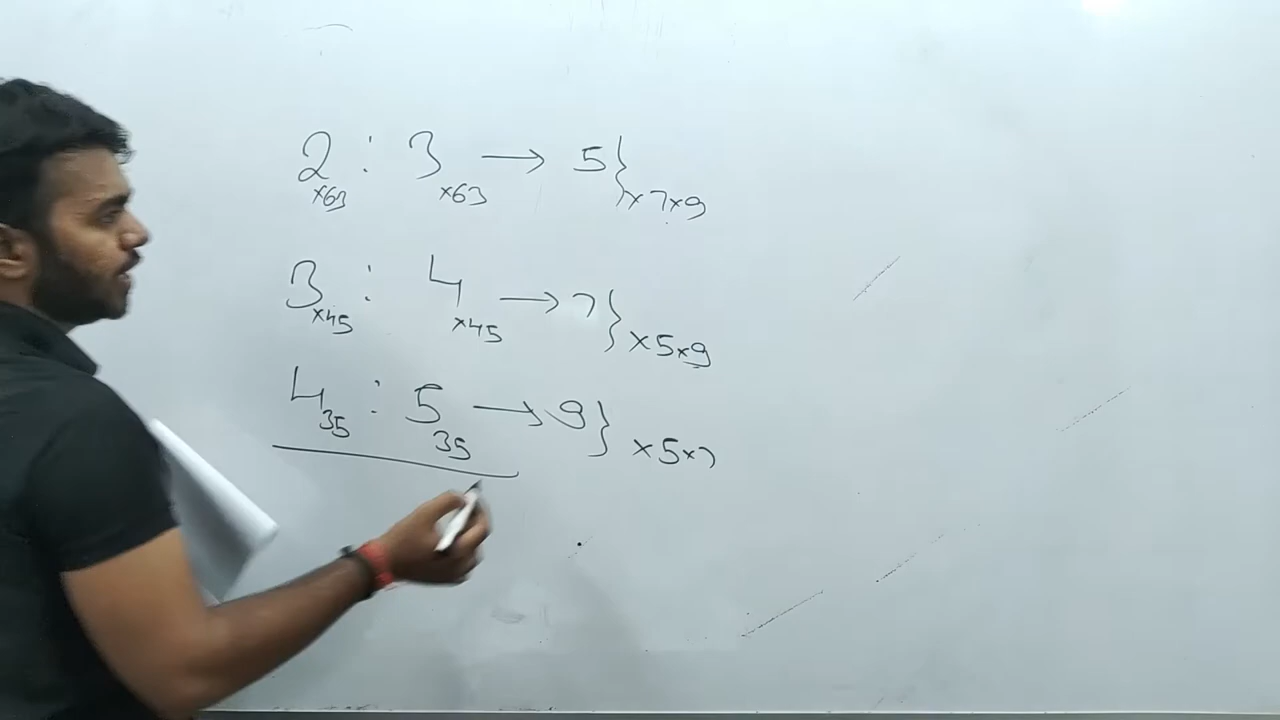 2 : 3 → 5 } ×7×9
×63 ×63
3 : 4 → 7 } ×5×9
×45 ×45
4 : 5 → 9 } ×5×7
35 35